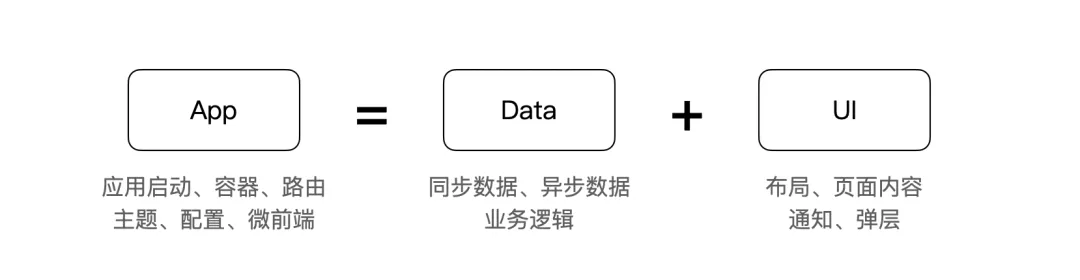 App = Data + UI
应用启动、容器、路由
主题、配置、微前端
同步数据、异步数据
业务逻辑
布局、页面内容
通知、弹层